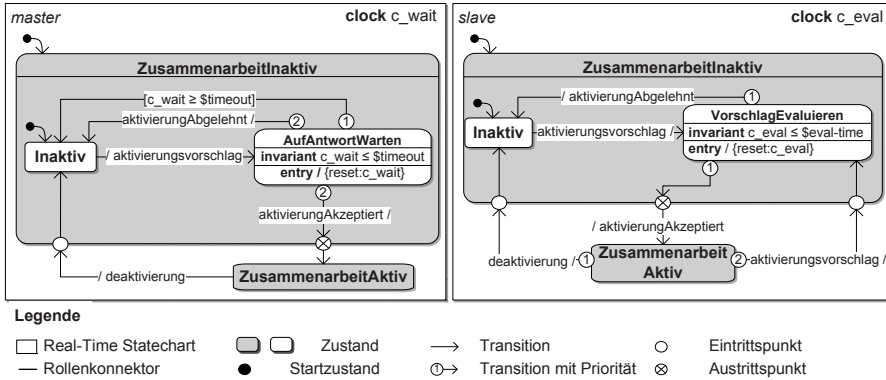 master
clock c_wait
ZusammenarbeitInaktiv
[c_wait ≥ $timeout]
1
2
aktivierungAbgelehnt /
Inaktiv
/ aktivierungsvorschlag
AufAntwortWarten
invariant c_wait ≤ $timeout
entry / {reset:c_wait}
2
aktivierungAkzeptiert /
/ deaktivierung
ZusammenarbeitAktiv
slave
clock c_eval
ZusammenarbeitInaktiv
/ aktivierungAbgelehnt
1
Inaktiv
aktivierungsvorschlag /
VorschlagEvaluieren
invariant c_eval ≤ $eval-time
entry / {reset:c_eval}
1
/ aktivierungAkzeptiert
deaktivierung /
1
Zusammenarbeit
Aktiv
2
aktivierungsvorschlag /
Legende
Real-Time Statechart
Zustand
Transition
Eintrittspunkt
Rollenkonnektor
Startzustand
1
Transition mit Priorität
Austrittspunkt